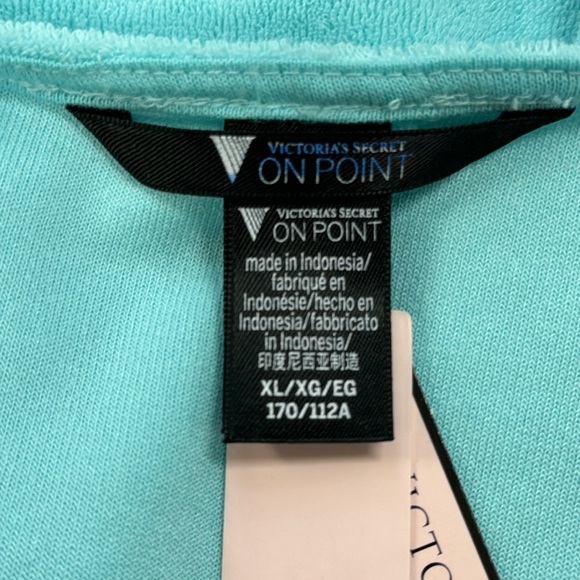 VICTORIA'S SECRET
ON POINT
VICTORIA'S SECRET
ON POINT
made in Indonesia/
fabriqué en
Indonésie/hecho en
Indonesia/fabbricato
in Indonesia/
印度尼西亚制造
XL/XG/EG
170/112A